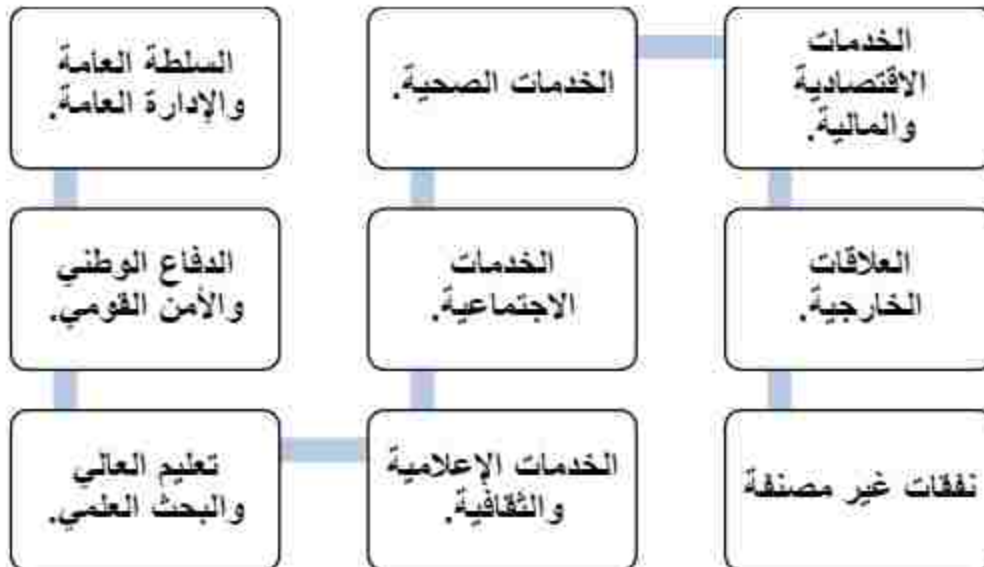 السلطة العامة
والإدارة العامة.
الدفاع الوطني
والأمن القومي.
تعليم العالي
والبحث العلمي.
الخدمات الإعلامية
والثقافية.
الخدمات
الاجتماعية.
الخدمات الصحية.
الخدمات
الاقتصادية
والمالية.
العلاقات
الخارجية.
نفقات غير مصنفة